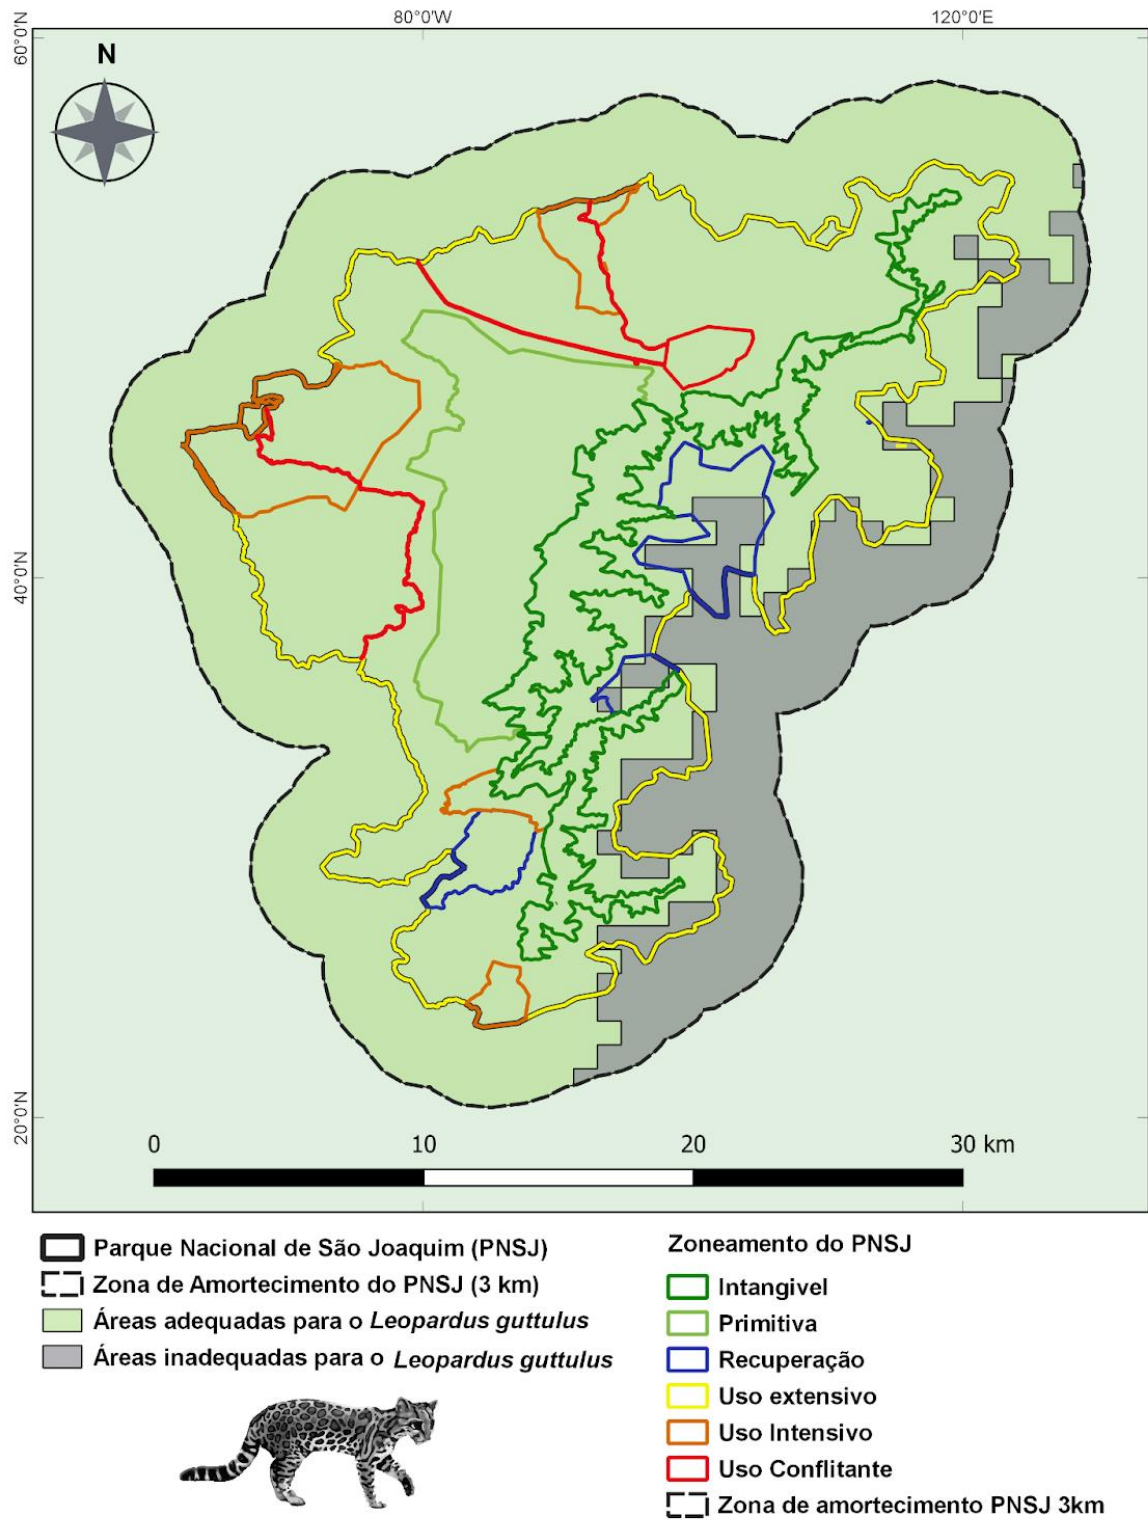 80°0'W 120°0'E
60°0'N
N
40°0'N
20°0'N
0 10 20 30 km
Parque Nacional de São Joaquim (PNSJ)
Zona de Amortecimento do PNSJ (3 km)
Áreas adequadas para o Leopardus guttulus
Áreas inadequadas para o Leopardus guttulus
Zoneamento do PNSJ
Intangivel
Primitiva
Recuperação
Uso extensivo
Uso Intensivo
Uso Conflitante
Zona de amortecimento PNSJ 3km